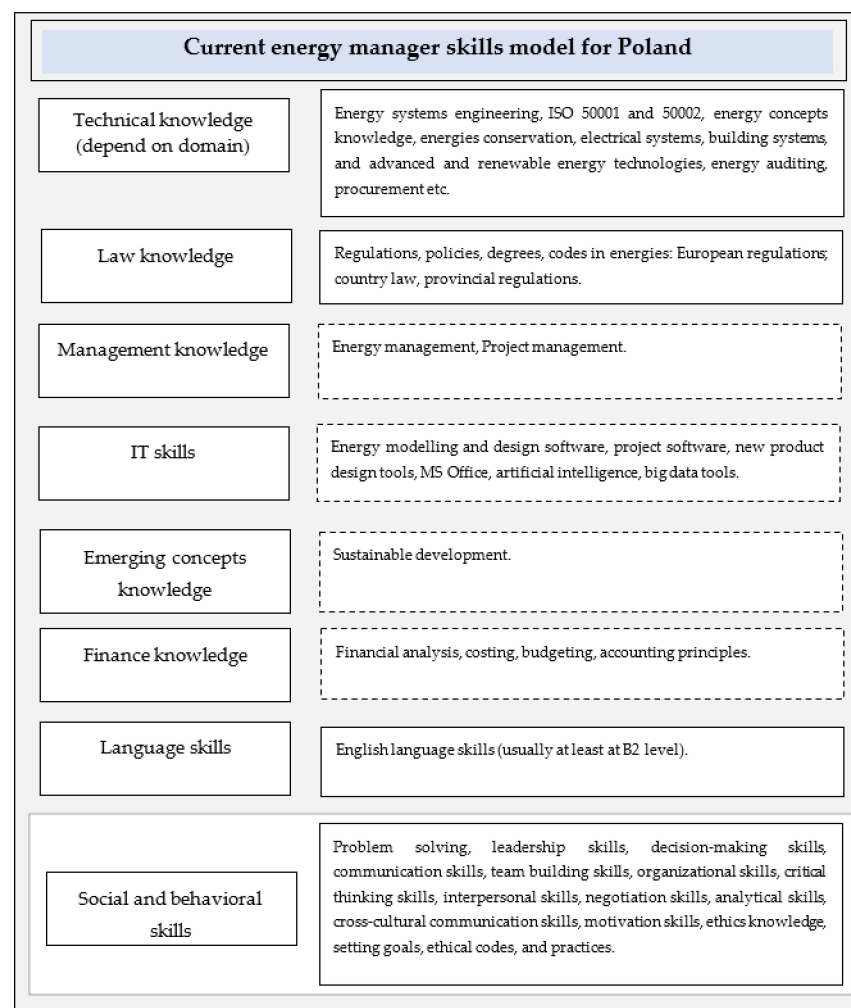 Current energy manager skills model for Poland
Technical knowledge
(depend on domain)
Energy systems engineering, ISO 50001 and 50002, energy concepts
knowledge, energies conservation, electrical systems, building systems,
and advanced and renewable energy technologies, energy auditing,
procurement etc.
Law knowledge
Regulations, policies, degrees, codes in energies: European regulations;
country law, provincial regulations.
Management knowledge
Energy management, Project management.
IT skills
Energy modelling and design software, project software, new product
design tools, MS Office, artificial intelligence, big data tools.
Emerging concepts
knowledge
Sustainable development.
Finance knowledge
Financial analysis, costing, budgeting, accounting principles.
Language skills
English language skills (usually at least at B2 level).
Social and behavioral
skills
Problem solving, leadership skills, decision-making skills,
communication skills, team building skills, organizational skills, critical
thinking skills, interpersonal skills, negotiation skills, analytical skills,
cross-cultural communication skills, motivation skills, ethics knowledge,
setting goals, ethical codes, and practices.